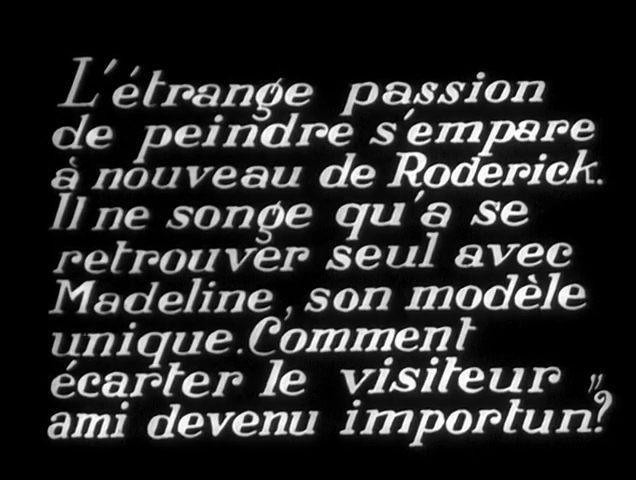 L'étrange passion
de peindre s'empare
à nouveau de Roderick.
Il ne songe qu'a se
retrouver seul avec
Madeline, son modèle
unique. Comment
écarter le visiteur „
ami devenu importun?